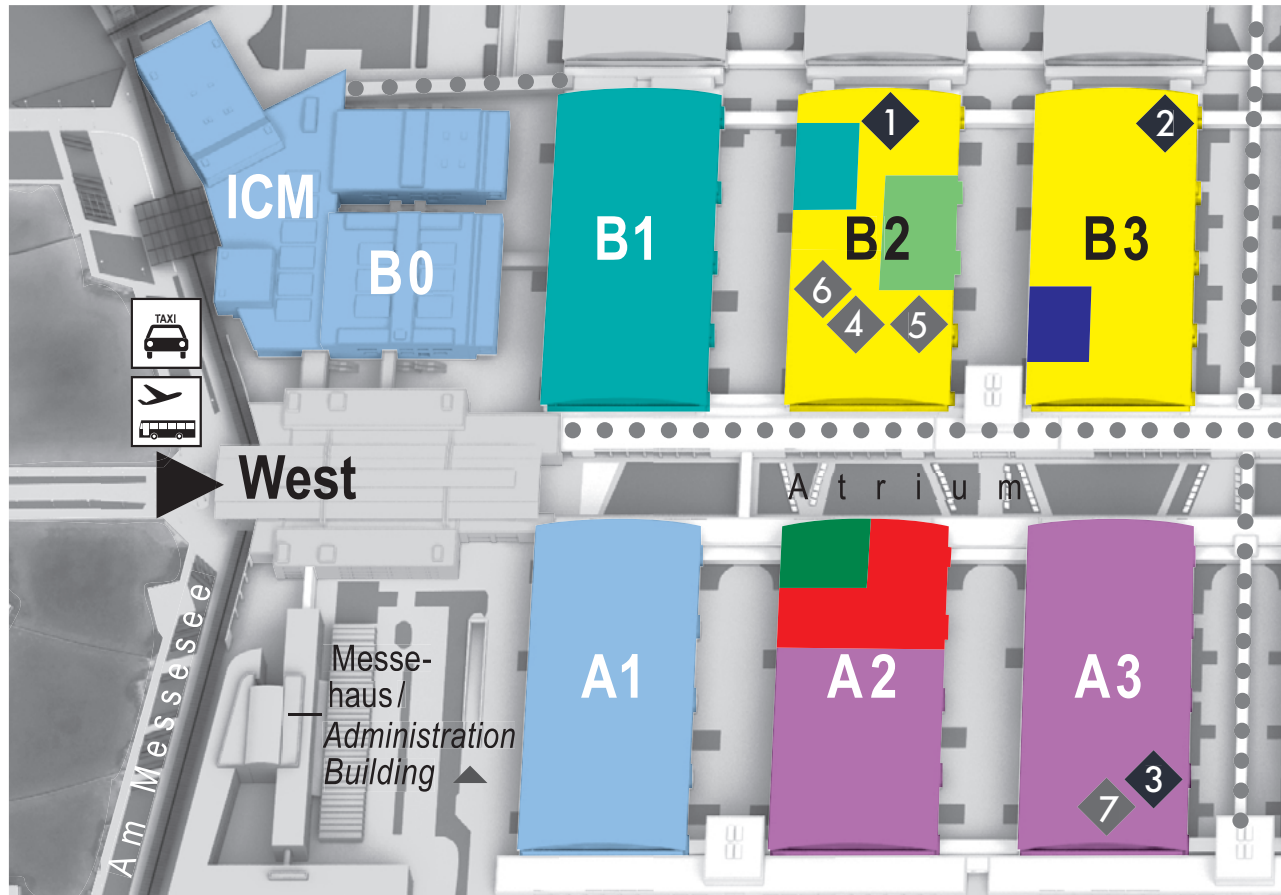 ICM
B0
B1
1
B2
6
4
5
2
B3
TAXI
West
Atrium
Am Messesee
Messe-
haus/
Administration
Building
A1
A2
A3
3
7